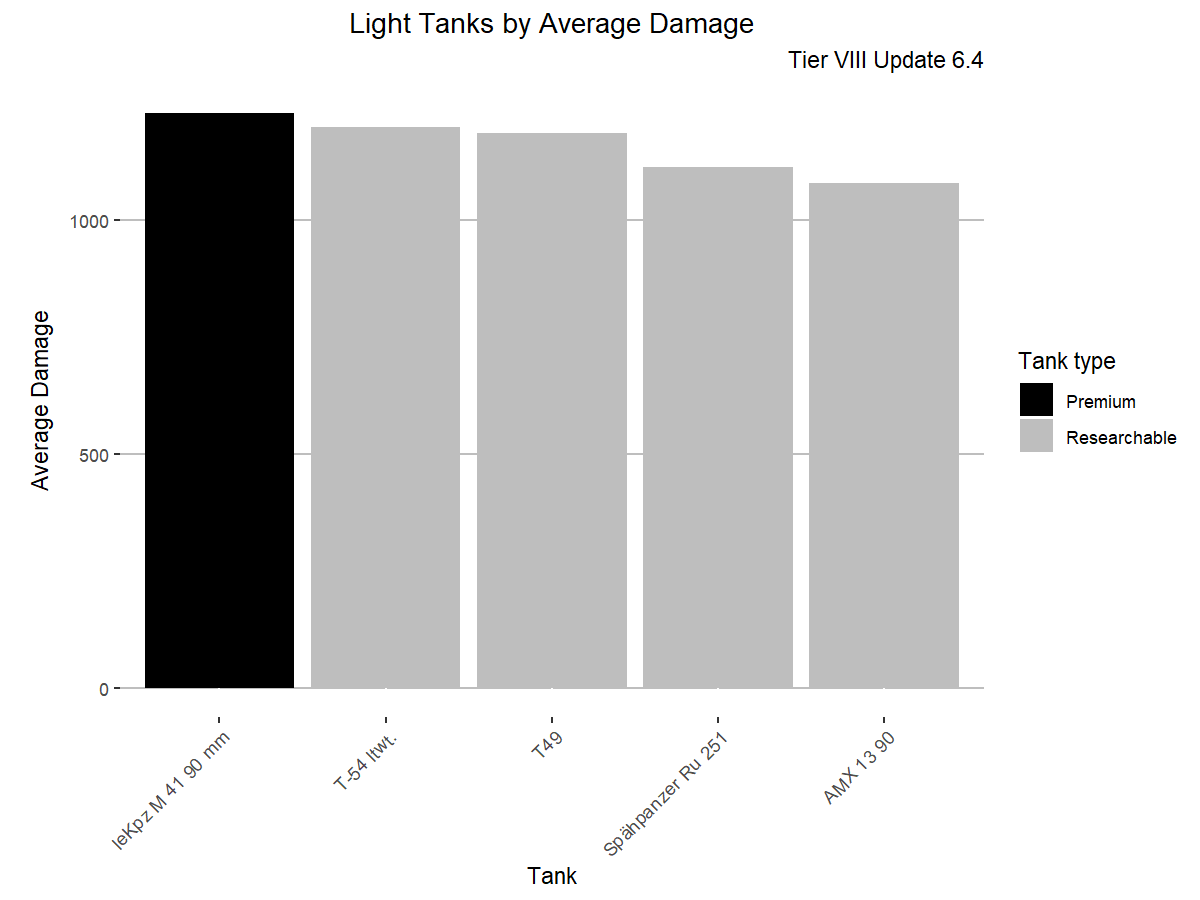 Light Tanks by Average Damage
Tier VIII Update 6.4
Average Damage
1000
500
0
leKpz M 41 90 mm
T-54 ltwt.
T49
Spähpanzer Ru 251
AMX 13 90
Tank
Tank type
Premium
Researchable